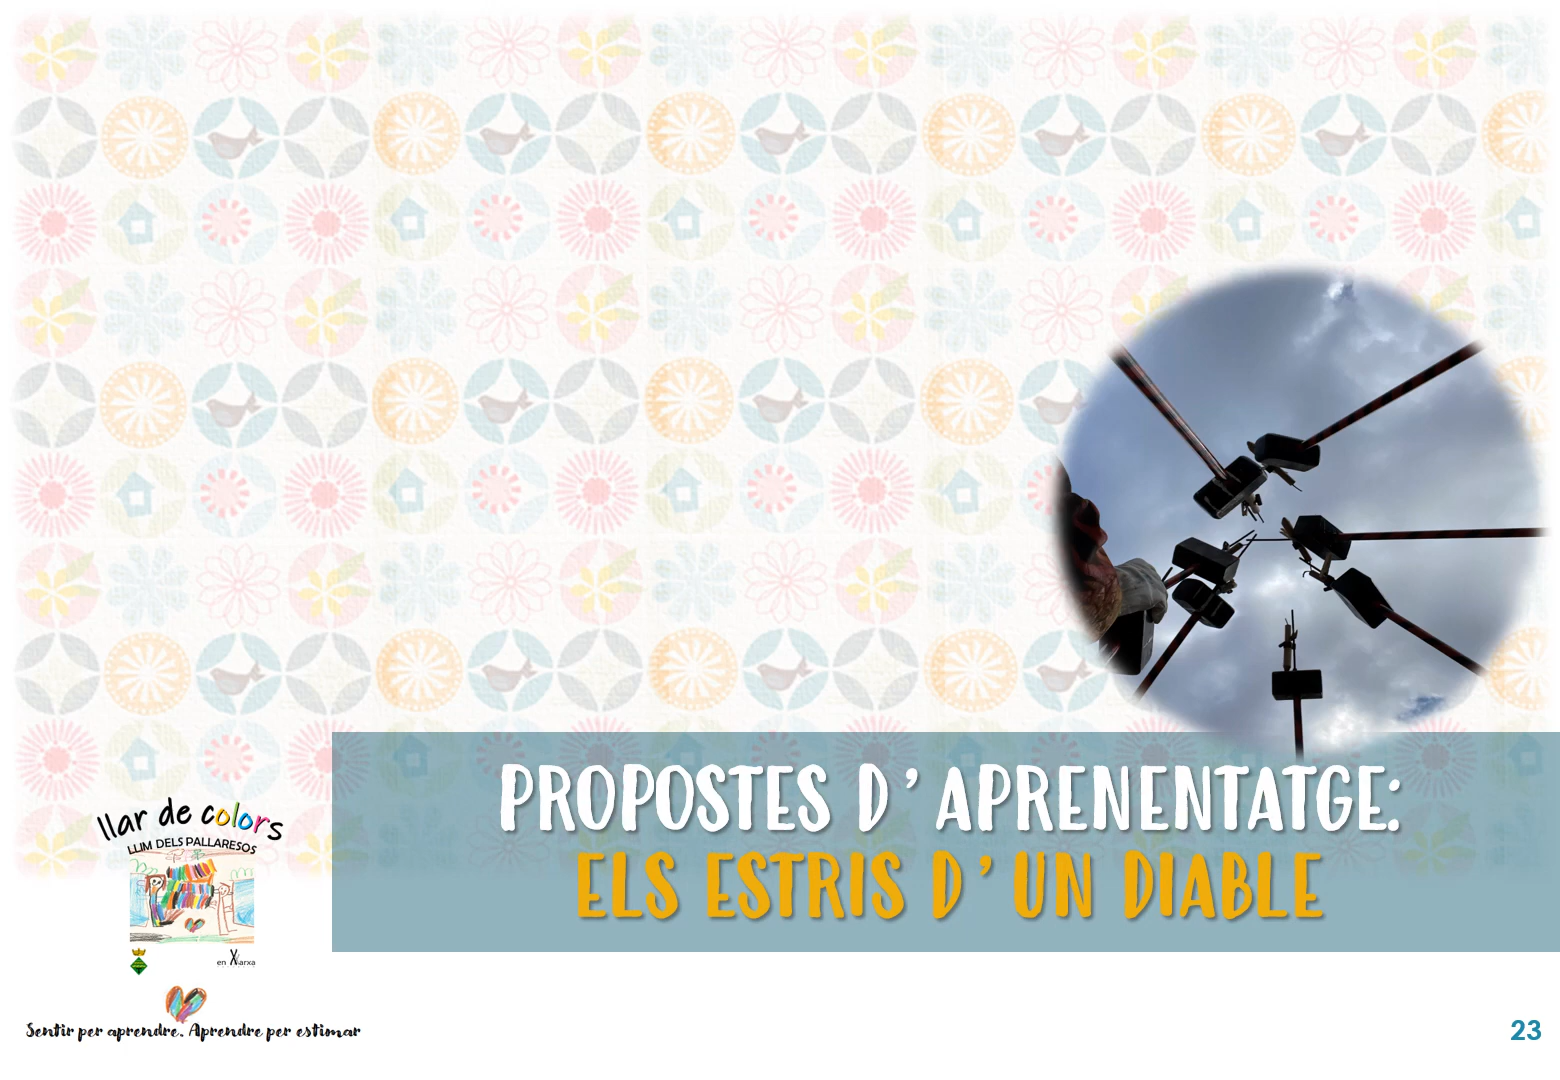 PROPOSTES D'APRENENTATGE:
ELS ESTRIS D'UN DIABLE
llar de colors
LLIM DELS PALLARESOS
en Xarxa
Sentir per aprendre. Aprendre per estimar
23